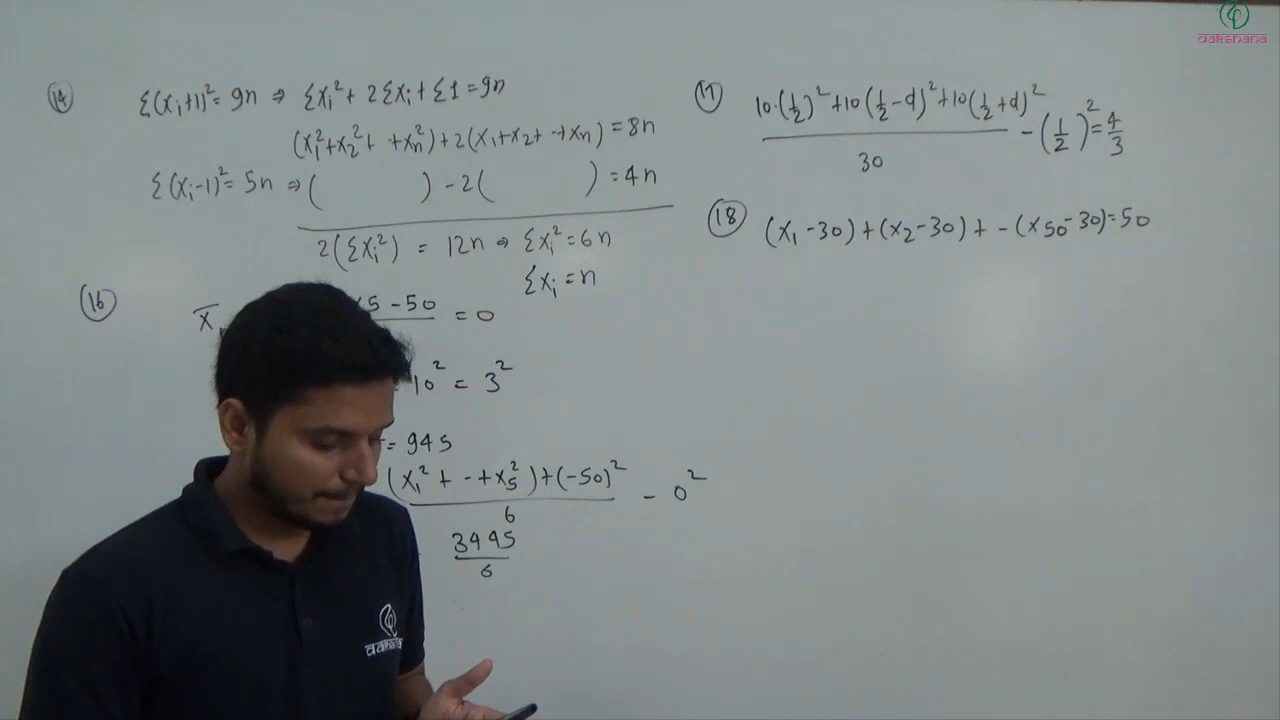 dakshana
(14) Σ(xᵢ+1)² = 9n ⇒ Σxᵢ² + 2Σxᵢ + Σ1 = 9n
(x₁²+x₂²+ +xₙ²)+2(x₁+x₂+ -+xₙ) = 8n
Σ(xᵢ-1)² = 5n ⇒ ( ) - 2( ) = 4n
2(Σxᵢ²) = 12n ⇒ Σxᵢ² = 6n
Σxᵢ = n
(16) x̄ x5 - 50 = 0
10² = 3²
= 945
(x₁² + - + x₅²)+(-50)² - 0²
6
3445
6
(17) 10·(1/2)²+10(1/2-d)²+10(1/2+d)² - (1/2)² = 4/3
30
(18) (x₁-30)+(x₂-30)+ -(x50-30)=50
dakshana